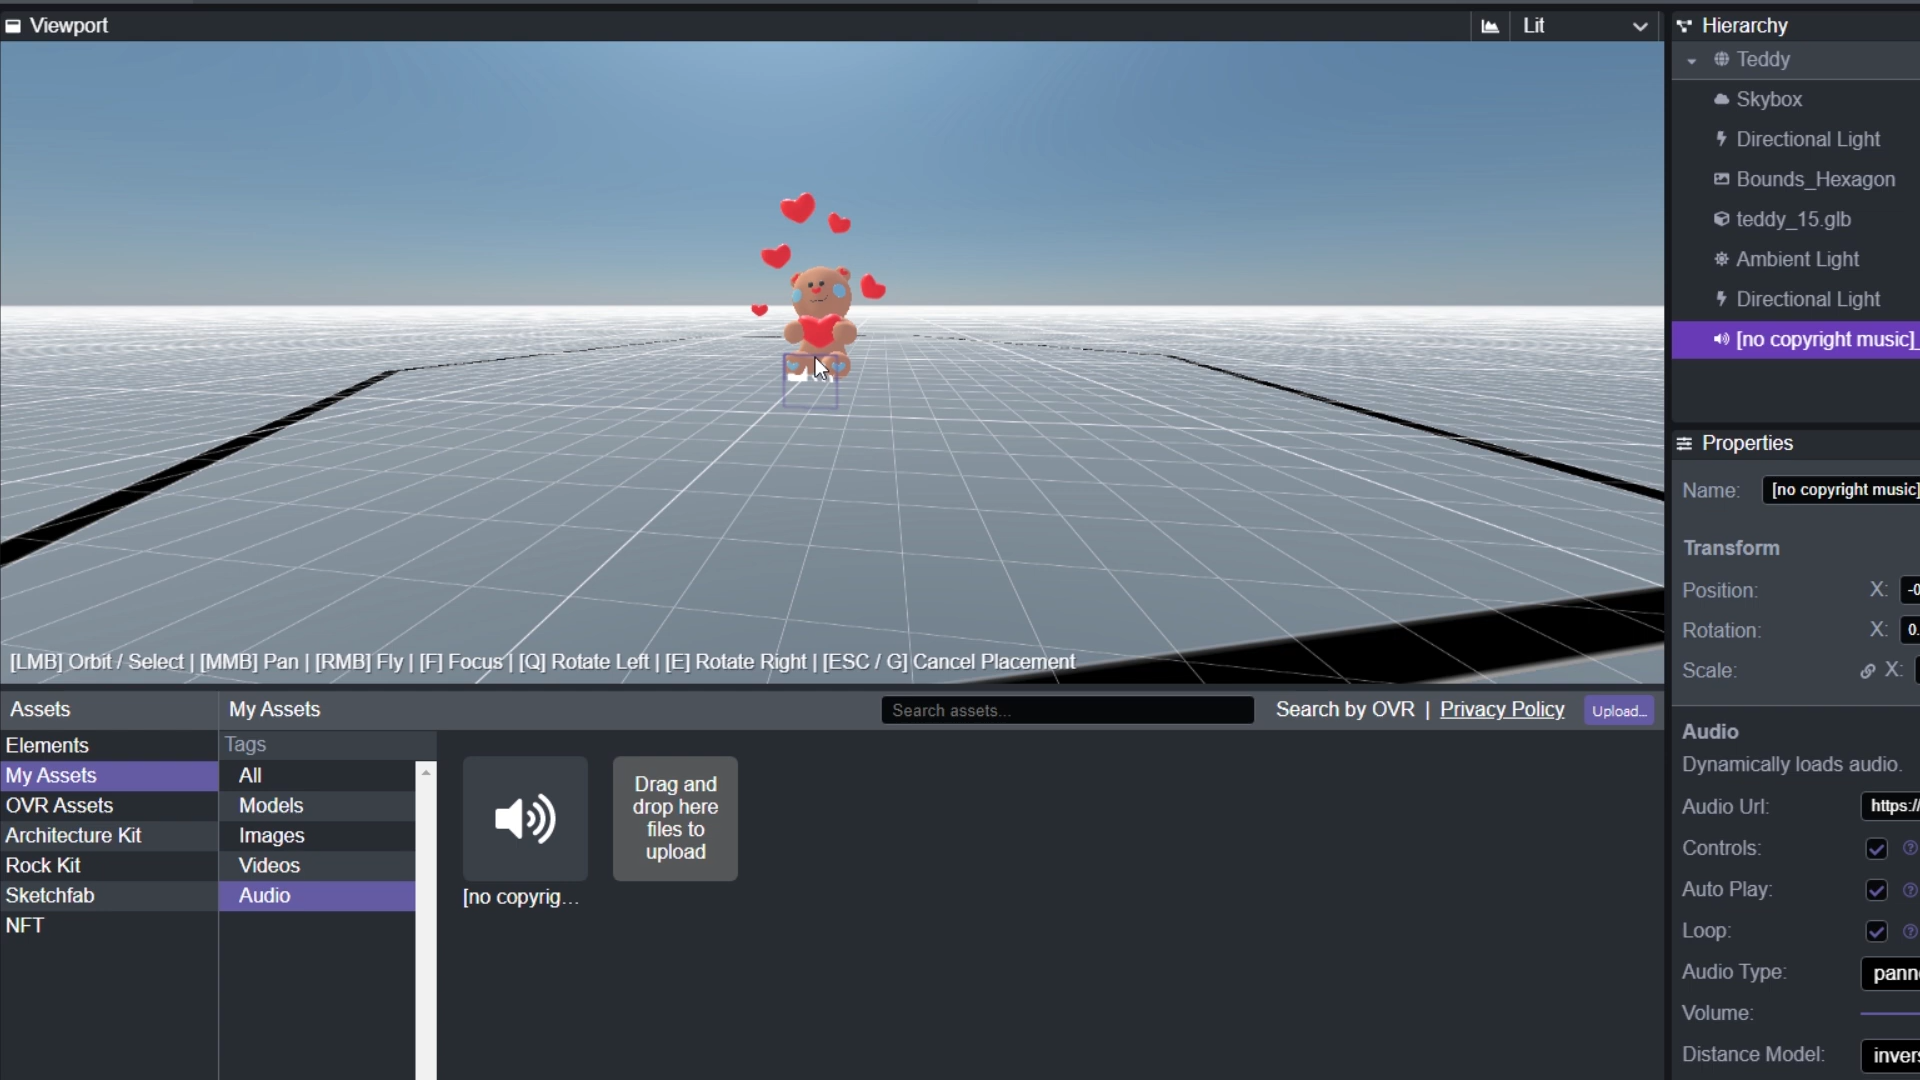 Viewport
Lit
[LMB] Orbit / Select | [MMB] Pan | [RMB] Fly | [F] Focus | [Q] Rotate Left | [E] Rotate Right | [ESC / G] Cancel Placement
Hierarchy
Teddy
Skybox
Directional Light
Bounds_Hexagon
teddy_15.glb
Ambient Light
Directional Light
[no copyright music]_
Properties
Name: [no copyright music]
Transform
Position: X: -0
Rotation: X: 0.
Scale: X:
Audio
Dynamically loads audio.
Audio Url: https://
Controls:
Auto Play:
Loop:
Audio Type: pann
Volume:
Distance Model: invers
Assets
Elements
My Assets
OVR Assets
Architecture Kit
Rock Kit
Sketchfab
NFT
My Assets
Search assets...
Search by OVR | Privacy Policy
Upload...
Tags
All
Models
Images
Videos
Audio
[no copyrig...
Drag and
drop here
files to
upload